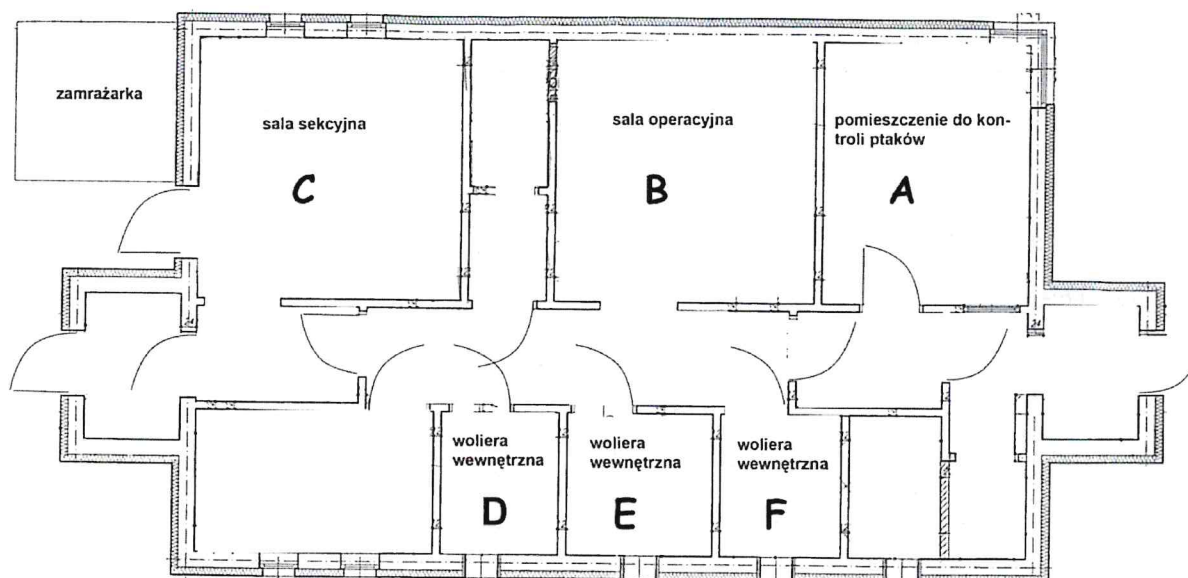 zamrażarka
sala sekcyjna
C
sala operacyjna
B
pomieszczenie do kon-
troli ptaków
A
woliera
wewnętrzna
D
woliera
wewnętrzna
E
woliera
wewnętrzna
F